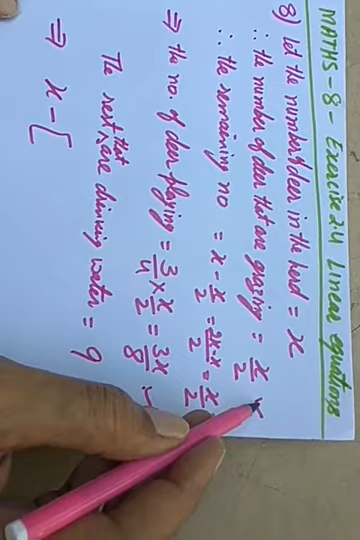 MATHS - 8 - Exercise 2.4 Linear equations
8) Let the number of deer in the herd = x
∴ the number of deer that are grazing = x/2
∴ the remaining no = x - x/2 = 2x-x/2 = x/2
⇒ the no. of deer playing = 3/4 × x/2 = 3x/8
The rest, that are drinking water = 9
⇒ x - [